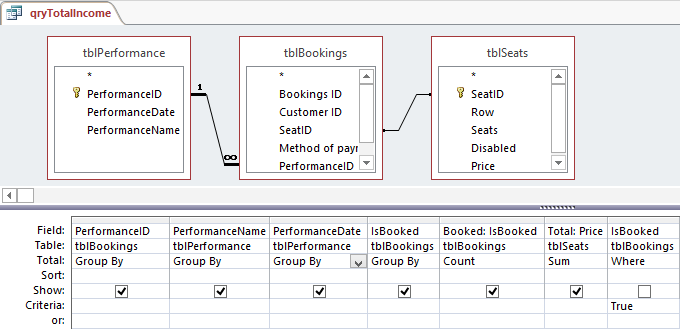 qryTotalIncome
tblPerformance tblBookings tblSeats
* * *
PerformanceID Bookings ID SeatID
PerformanceDate Customer ID Row
PerformanceName SeatID Seats
Method of payr Disabled
PerformanceID Price
1
∞
Field: PerformanceID PerformanceName PerformanceDate IsBooked Booked: IsBooked Total: Price IsBooked
Table: tblBookings tblPerformance tblPerformance tblBookings tblBookings tblSeats tblBookings
Total: Group By Group By Group By Group By Count Sum Where
Sort:
Show:
Criteria: True
or: